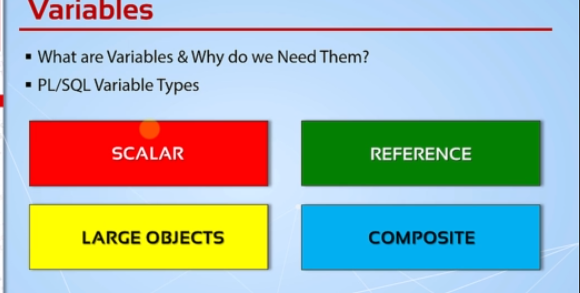 Variables
▪ What are Variables & Why do we Need Them?
▪ PL/SQL Variable Types
SCALAR
REFERENCE
LARGE OBJECTS
COMPOSITE